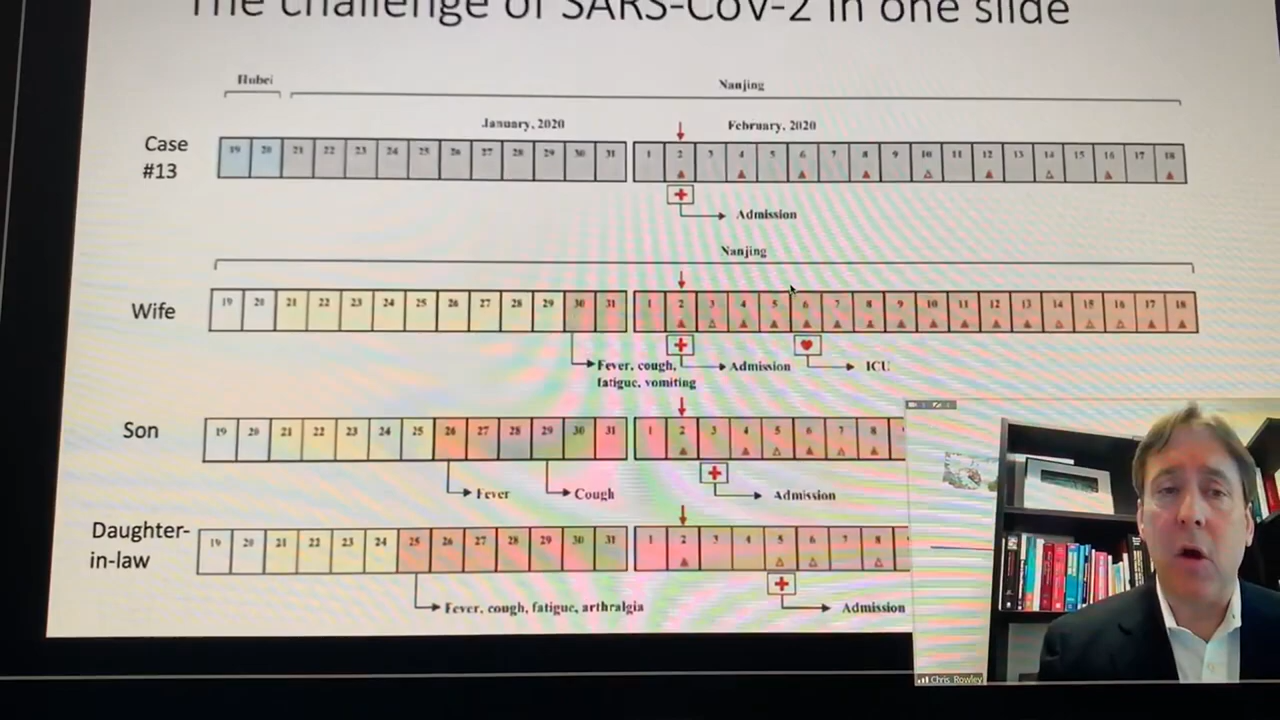 The challenge of SARS-CoV-2 in one slide
Hubei
Nanjing
January, 2020
February, 2020
Case
#13
19 20 21 22 23 24 25 26 27 28 29 30 31 1 2 3 4 5 6 7 8 9 10 11 12 13 14 15 16 17 18
Admission
Nanjing
Wife
19 20 21 22 23 24 25 26 27 28 29 30 31 1 2 3 4 5 6 7 8 9 10 11 12 13 14 15 16 17 18
Fever, cough,
fatigue, vomiting
Admission
ICU
Son
19 20 21 22 23 24 25 26 27 28 29 30 31 1 2 3 4 5 6 7 8
Fever
Cough
Admission
Daughter-
in-law
19 20 21 22 23 24 25 26 27 28 29 30 31 1 2 3 4 5 6 7 8
Fever, cough, fatigue, arthralgia
Admission
Chris Rowley